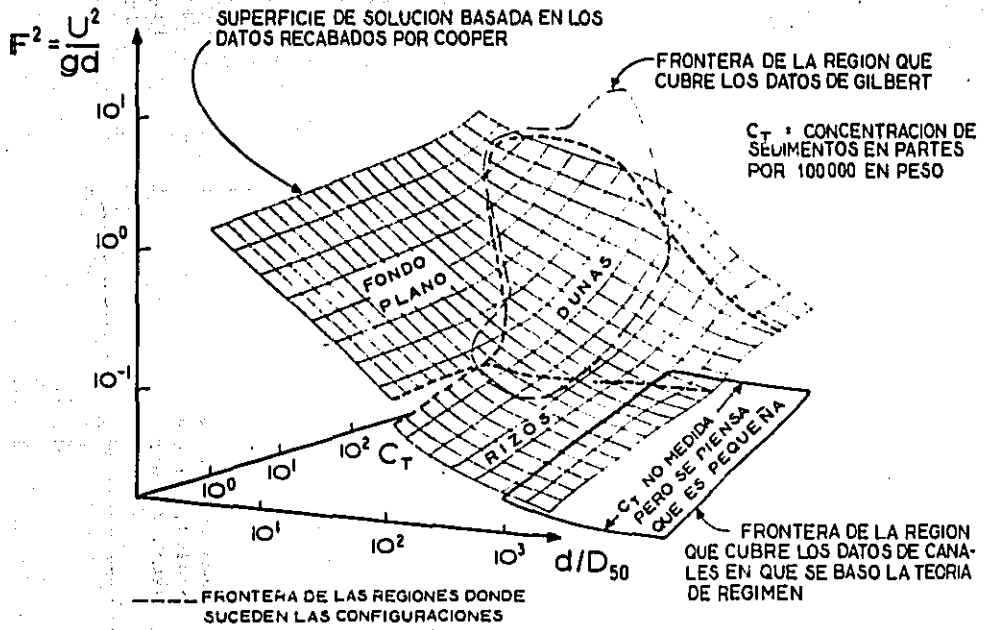 SUPERFICIE DE SOLUCION BASADA EN LOS
DATOS RECABADOS POR COOPER
F² = U²/gd
FRONTERA DE LA REGION QUE
CUBRE LOS DATOS DE GILBERT
C_T = CONCENTRACION DE
SEDIMENTOS EN PARTES
POR 100000 EN PESO
10¹
10⁰
10⁻¹
FONDO
PLANO
DUNAS
RIZOS
C_T NO MEDIDA
PERO SE PIENSA
QUE ES PEQUEÑA
10⁰
10¹
10²
C_T
10¹
10²
10³
d/D₅₀
FRONTERA DE LA REGION
QUE CUBRE LOS DATOS DE CANA-
LES EN QUE SE BASO LA TEORIA
DE REGIMEN
FRONTERA DE LAS REGIONES DONDE
SUCEDEN LAS CONFIGURACIONES